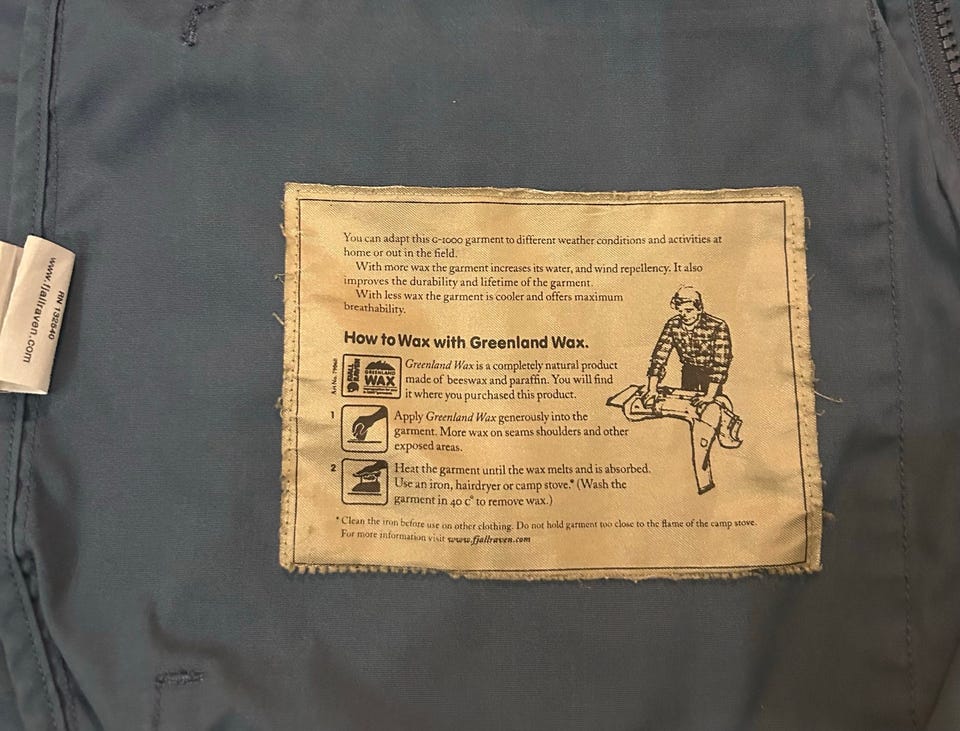 You can adapt this G-1000 garment to different weather conditions and activities at
home or out in the field.
With more wax the garment increases its water, and wind repellency. It also
improves the durability and lifetime of the garment.
With less wax the garment is cooler and offers maximum
breathability.
How to Wax with Greenland Wax.
Art No. 79060
FJÄLL
RÄVEN
GREENLAND
WAX
Greenland Wax is a completely natural product
made of beeswax and paraffin. You will find
it where you purchased this product.
1
Apply Greenland Wax generously into the
garment. More wax on seams shoulders and other
exposed areas.
2
Heat the garment until the wax melts and is absorbed.
Use an iron, hairdryer or camp stove.* (Wash the
garment in 40 c° to remove wax.)
* Clean the iron before use on other clothing. Do not hold garment too close to the flame of the camp stove.
For more information visit www.fjallraven.com
RN 132840
www.fjallraven.com